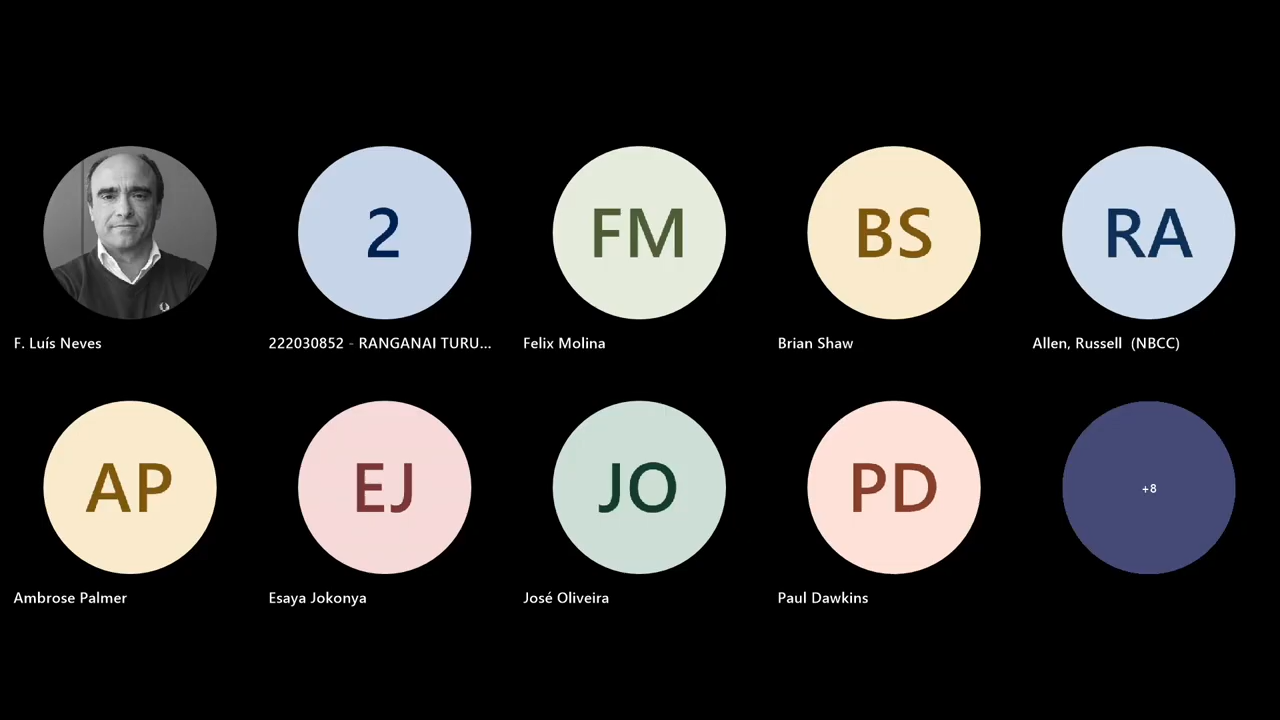 2
FM
BS
RA
F. Luís Neves
222030852 - RANGANAI TURU...
Felix Molina
Brian Shaw
Allen, Russell  (NBCC)
AP
EJ
JO
PD
+8
Ambrose Palmer
Esaya Jokonya
José Oliveira
Paul Dawkins